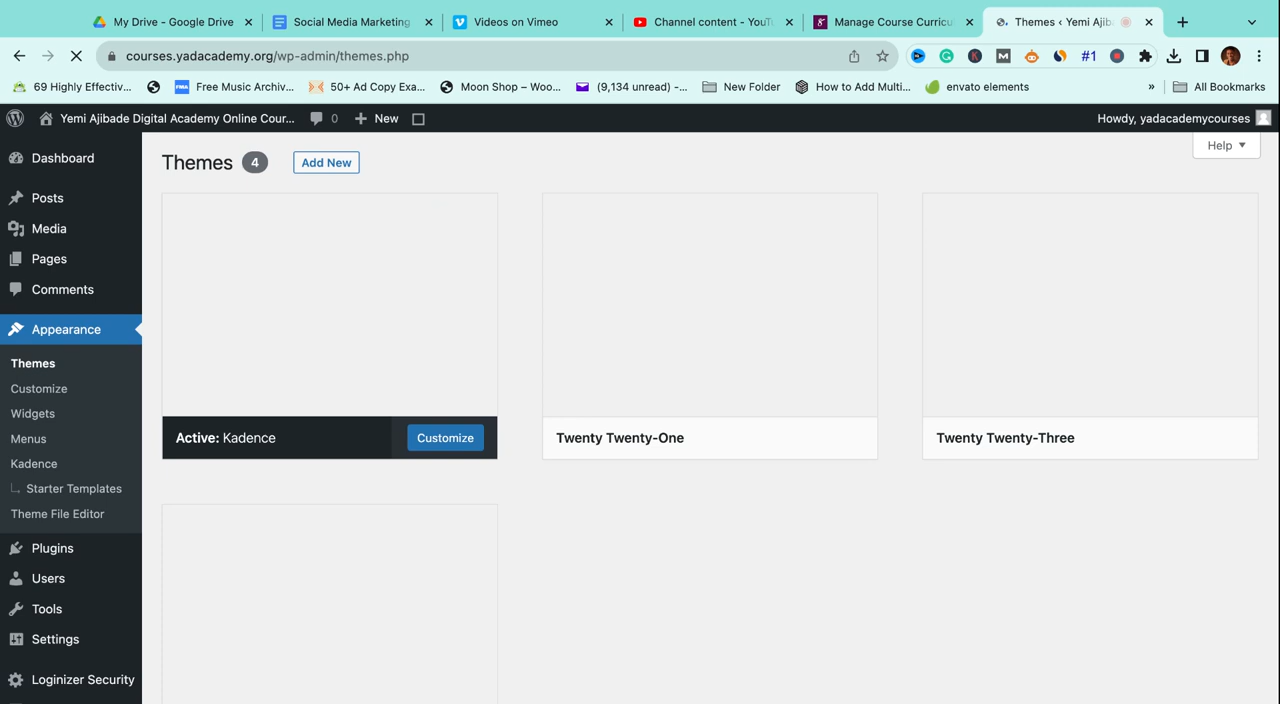 My Drive - Google Drive
Social Media Marketing
Videos on Vimeo
Channel content - YouTu
Manage Course Curricu
Themes ‹ Yemi Ajiba
courses.yadacademy.org/wp-admin/themes.php
#1
69 Highly Effectiv...
Free Music Archiv...
50+ Ad Copy Exa...
Moon Shop – Woo...
(9,134 unread) -...
New Folder
How to Add Multi...
envato elements
»
All Bookmarks
Yemi Ajibade Digital Academy Online Cour...
0
New
Howdy, yadacademycourses
Dashboard
Posts
Media
Pages
Comments
Appearance
Themes
Customize
Widgets
Menus
Kadence
Starter Templates
Theme File Editor
Plugins
Users
Tools
Settings
Loginizer Security
Themes 4
Add New
Help
Active: Kadence
Customize
Twenty Twenty-One
Twenty Twenty-Three